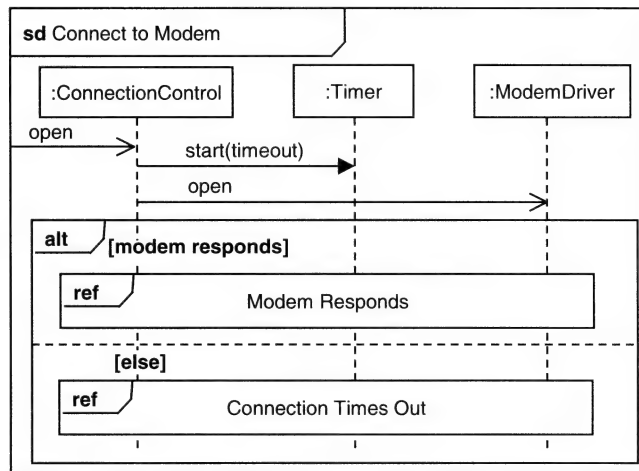 sd Connect to Modem
:ConnectionControl
:Timer
:ModemDriver
open
start(timeout)
open
alt
[modem responds]
ref
Modem Responds
[else]
ref
Connection Times Out